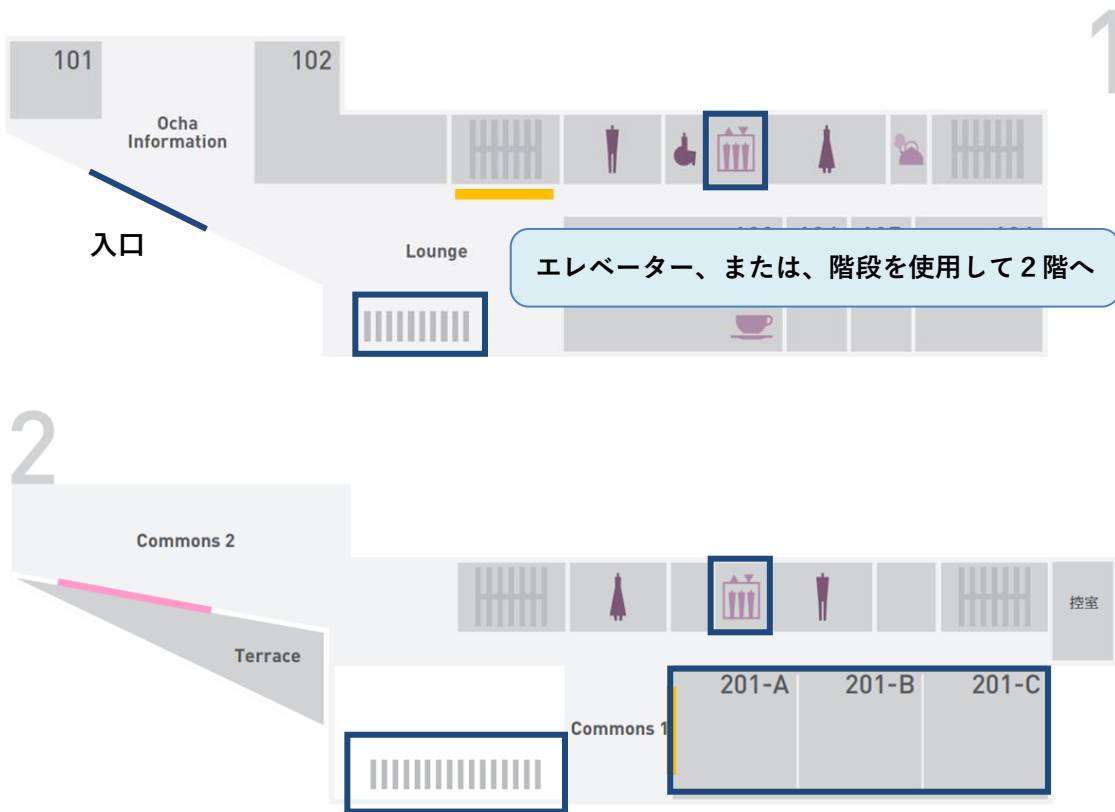 1
101
102
Ocha
Information
入口
Lounge
エレベーター、または、階段を使用して2階へ
2
Commons 2
Terrace
控室
201-A
201-B
201-C
Commons 1